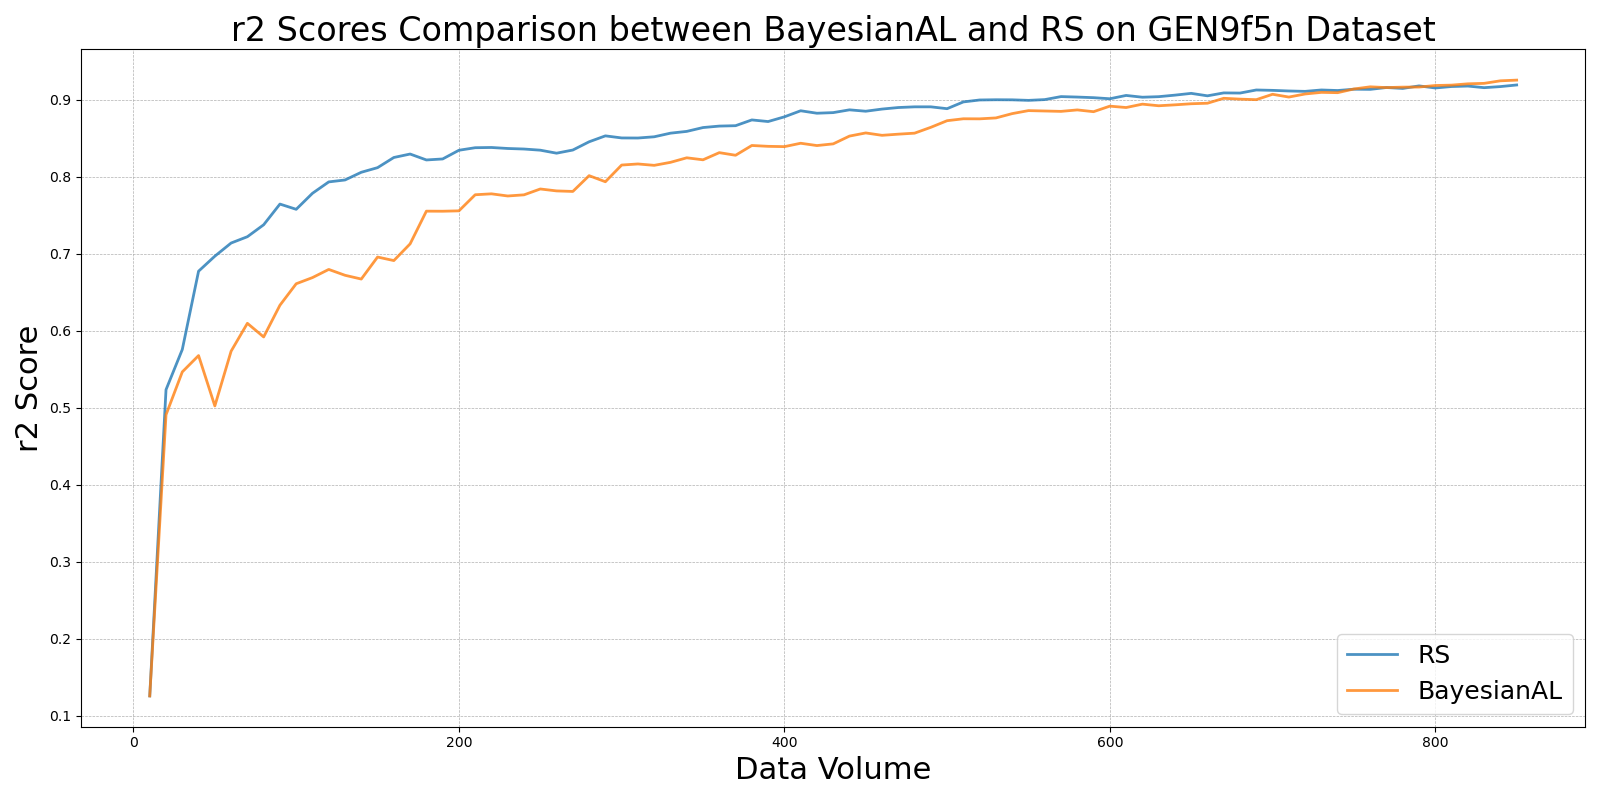 r2 Scores Comparison between BayesianAL and RS on GEN9f5n Dataset
r2 Score
0.9
0.8
0.7
0.6
0.5
0.4
0.3
0.2
0.1
RS
BayesianAL
0 200 400 600 800
Data Volume